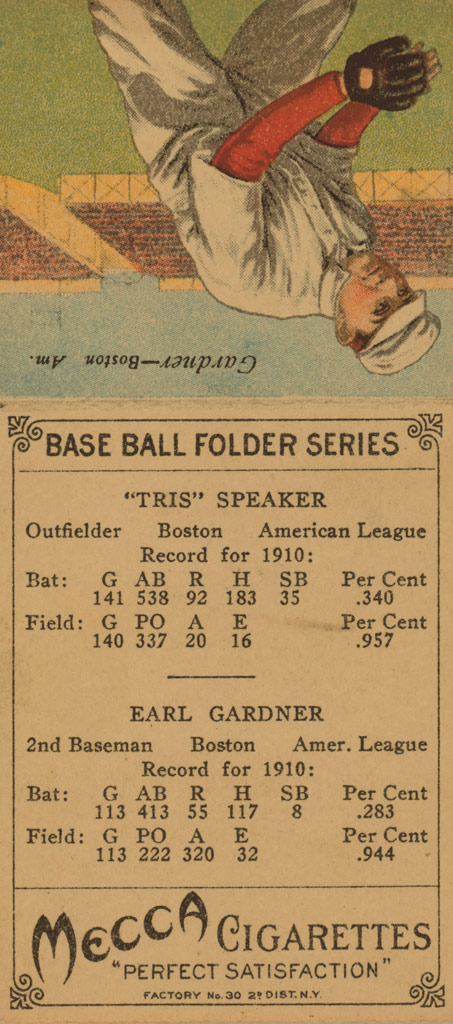 Gardner—Boston Am.
BASE BALL FOLDER SERIES
"TRIS" SPEAKER
Outfielder Boston American League
Record for 1910:
Bat: G AB R H SB Per Cent
141 538 92 183 35 .340
Field: G PO A E Per Cent
140 337 20 16 .957
EARL GARDNER
2nd Baseman Boston Amer. League
Record for 1910:
Bat: G AB R H SB Per Cent
113 413 55 117 8 .283
Field: G PO A E Per Cent
113 222 320 32 .944
MECCA CIGARETTES
"PERFECT SATISFACTION"
FACTORY No. 30 2ᴰ DIST. N.Y.